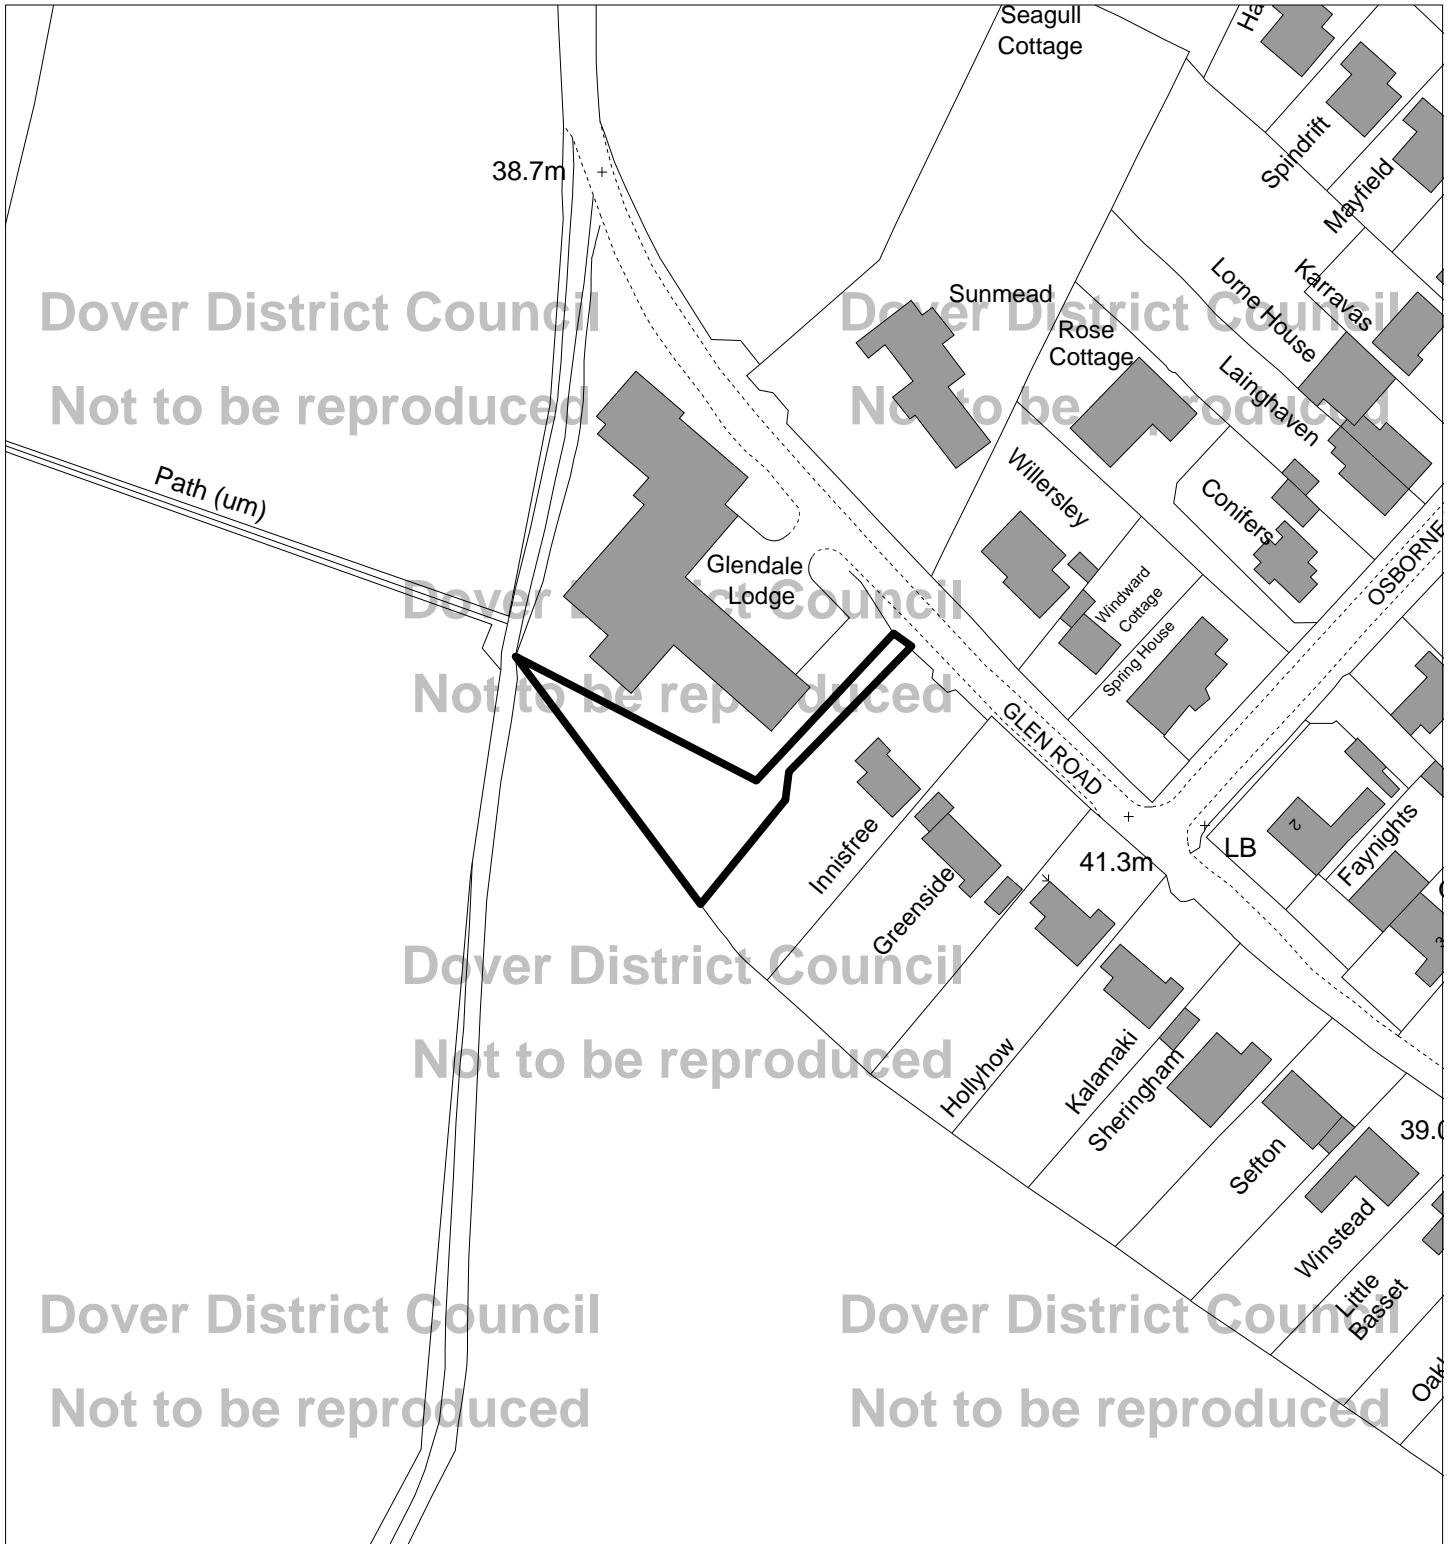 Seagull
Cottage
Spindrift
Mayfield
38.7m
Sunmead
Lorne House
Karravas
Dover District Council
Dover District Council
Rose
Cottage
Lainghaven
Not to be reproduced
Not to be reproduced
Path (um)
Willersley
Conifers
OSBORNE
Glendale
Lodge
Dover District Council
Windward
Cottage
Spring House
Not to be reproduced
GLEN ROAD
2
Innisfree
41.3m
LB
Faynights
Greenside
3
Dover District Council
Not to be reproduced
Hollyhow
Kalamaki
Sheringham
Sefton
Winstead
Little
Basset
Dover District Council
Dover District Council
Not to be reproduced
Not to be reproduced